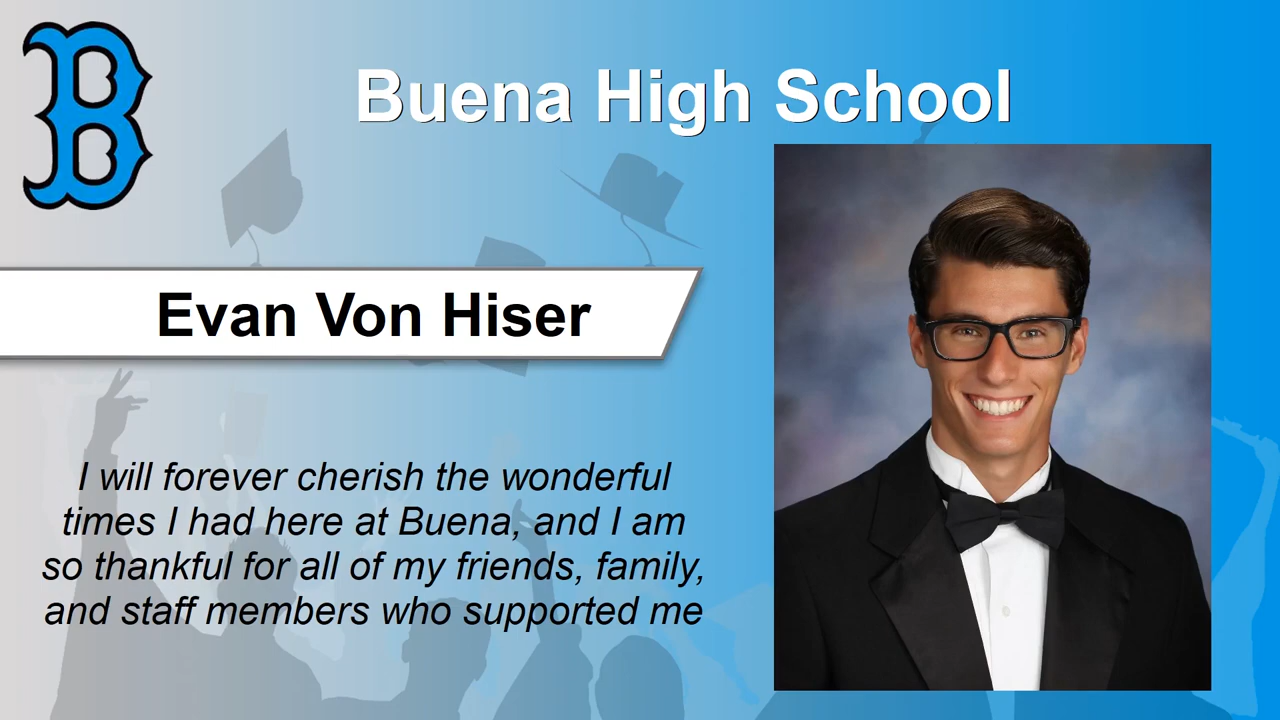 B
Buena High School
Evan Von Hiser
I will forever cherish the wonderful
times I had here at Buena, and I am
so thankful for all of my friends, family,
and staff members who supported me